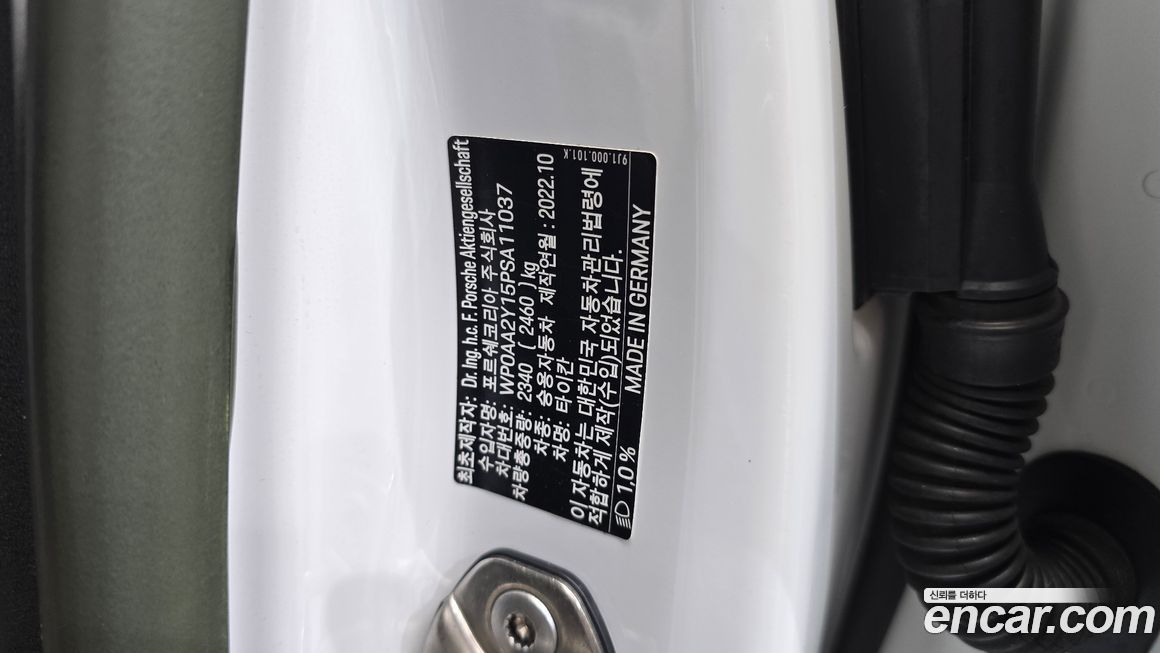 최초제작자: Dr. Ing. h.c. F. Porsche Aktiengesellschaft
수입자명: 포르쉐코리아 주식회사
차대번호: WP0AA2Y15PSA11037
차량총중량: 2340 ( 2460 ) kg
차종: 승용자동차 제작연월 : 2022.10
차명: 타이칸
이 자동차는 대한민국 자동차관리법령에
적합하게 제작(수입)되었습니다.
1,0 % MADE IN GERMANY
9J1.000.101.K
신뢰를 더하다
encar.com